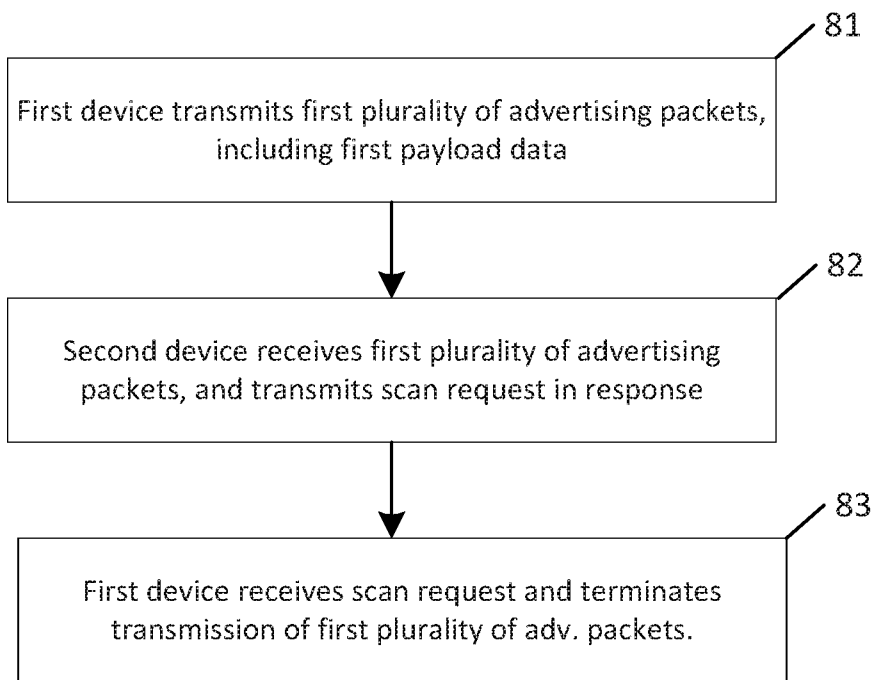 81
First device transmits first plurality of advertising packets,
including first payload data
82
Second device receives first plurality of advertising
packets, and transmits scan request in response
83
First device receives scan request and terminates
transmission of first plurality of adv. packets.